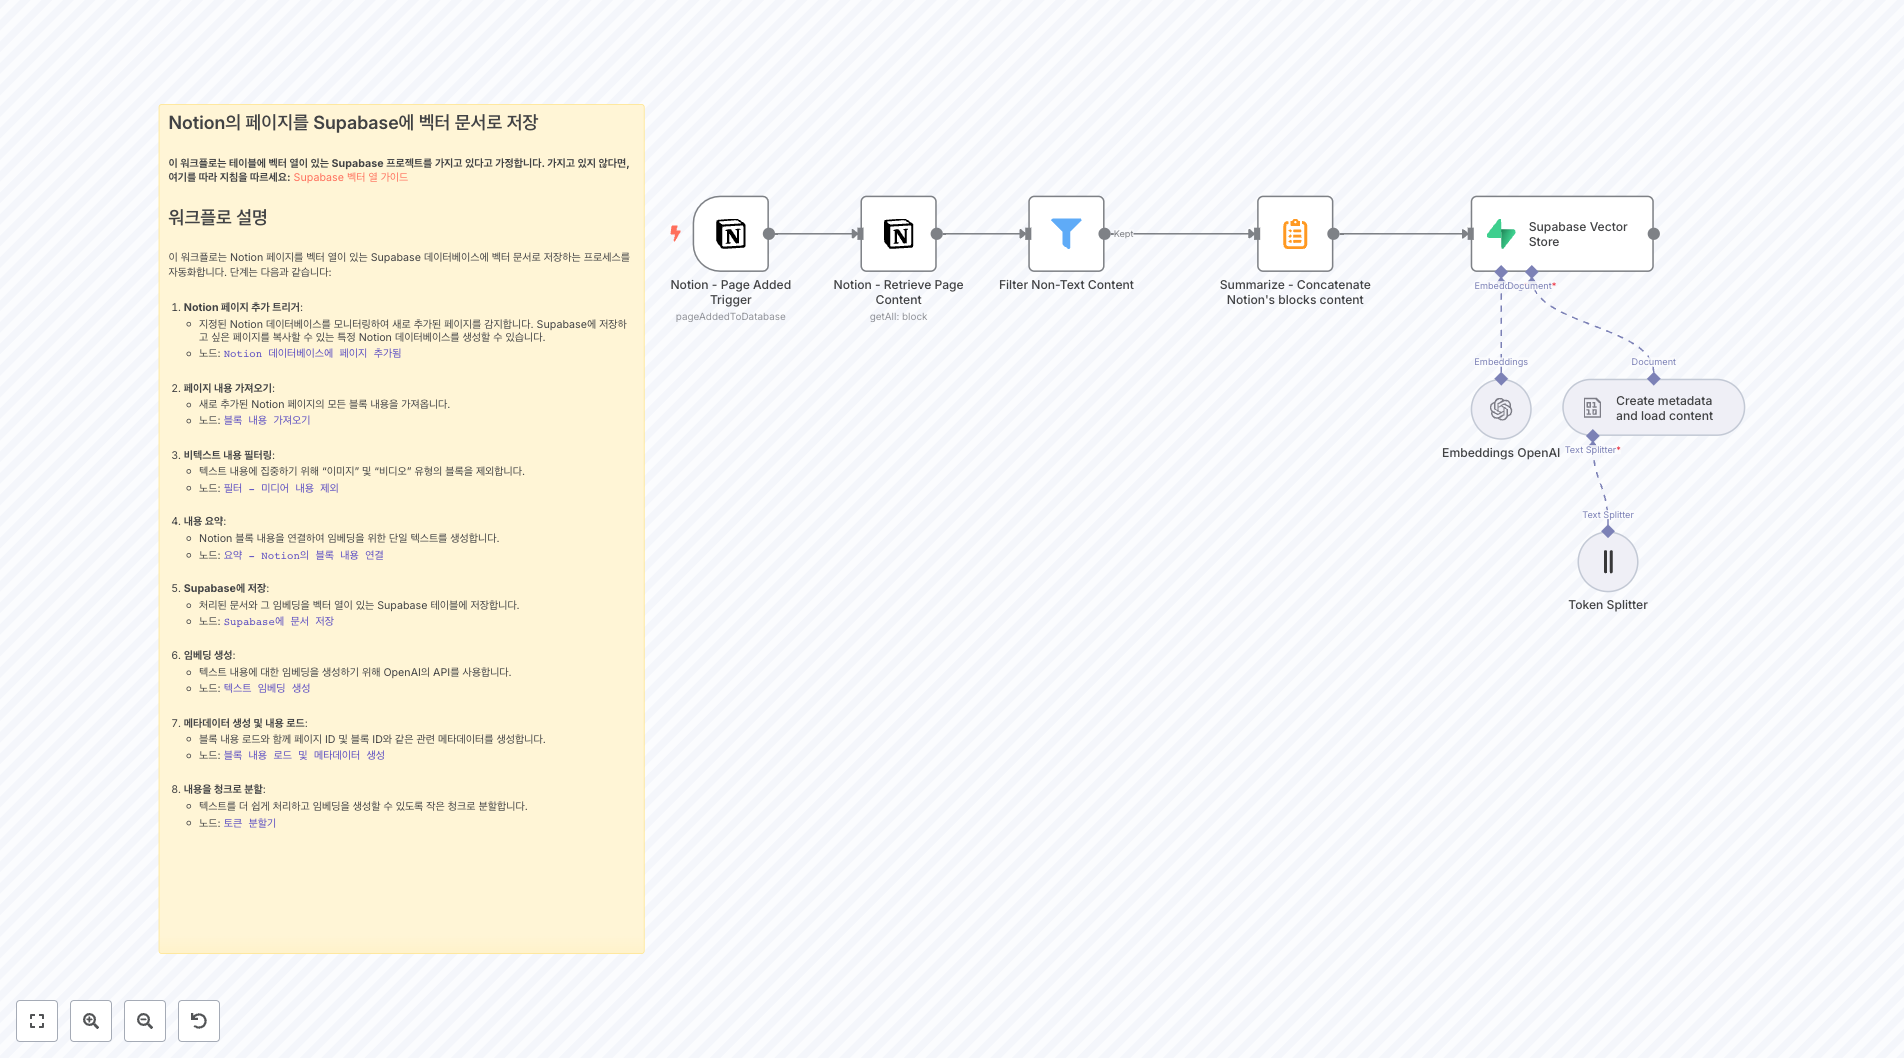 Notion의 페이지를 Supabase에 벡터 문서로 저장
이 워크플로는 테이블에 벡터 열이 있는 Supabase 프로젝트를 가지고 있다고 가정합니다. 가지고 있지 않다면,
여기를 따라 지침을 따르세요: Supabase 벡터 열 가이드
워크플로 설명
이 워크플로는 Notion 페이지를 벡터 열이 있는 Supabase 데이터베이스에 벡터 문서로 저장하는 프로세스를
자동화합니다. 단계는 다음과 같습니다:
1. Notion 페이지 추가 트리거:
지정된 Notion 데이터베이스를 모니터링하여 새로 추가된 페이지를 감지합니다. Supabase에 저장하
고 싶은 페이지를 복사할 수 있는 특정 Notion 데이터베이스를 생성할 수 있습니다.
노드: Notion 데이터베이스에 페이지 추가됨
2. 페이지 내용 가져오기:
새로 추가된 Notion 페이지의 모든 블록 내용을 가져옵니다.
노드: 블록 내용 가져오기
3. 비텍스트 내용 필터링:
텍스트 내용에 집중하기 위해 “이미지” 및 “비디오” 유형의 블록을 제외합니다.
노드: 필터 – 미디어 내용 제외
4. 내용 요약:
Notion 블록 내용을 연결하여 임베딩을 위한 단일 텍스트를 생성합니다.
노드: 요약 – Notion의 블록 내용 연결
5. Supabase에 저장:
처리된 문서와 그 임베딩을 벡터 열이 있는 Supabase 테이블에 저장합니다.
노드: Supabase에 문서 저장
6. 임베딩 생성:
텍스트 내용에 대한 임베딩을 생성하기 위해 OpenAI의 API를 사용합니다.
노드: 텍스트 임베딩 생성
7. 메타데이터 생성 및 내용 로드:
블록 내용 로드와 함께 페이지 ID 및 블록 ID와 같은 관련 메타데이터를 생성합니다.
노드: 블록 내용 로드 및 메타데이터 생성
8. 내용을 청크로 분할:
텍스트를 더 쉽게 처리하고 임베딩을 생성할 수 있도록 작은 청크로 분할합니다.
노드: 토큰 분할기
Notion - Page Added
Trigger
pageAddedToDatabase
Notion - Retrieve Page
Content
getAll: block
Filter Non-Text Content
Kept
Summarize - Concatenate
Notion's blocks content
Supabase Vector
Store
Document*
Embeddings
Embeddings OpenAI
Document
Create metadata
and load content
Text Splitter*
Text Splitter
Token Splitter